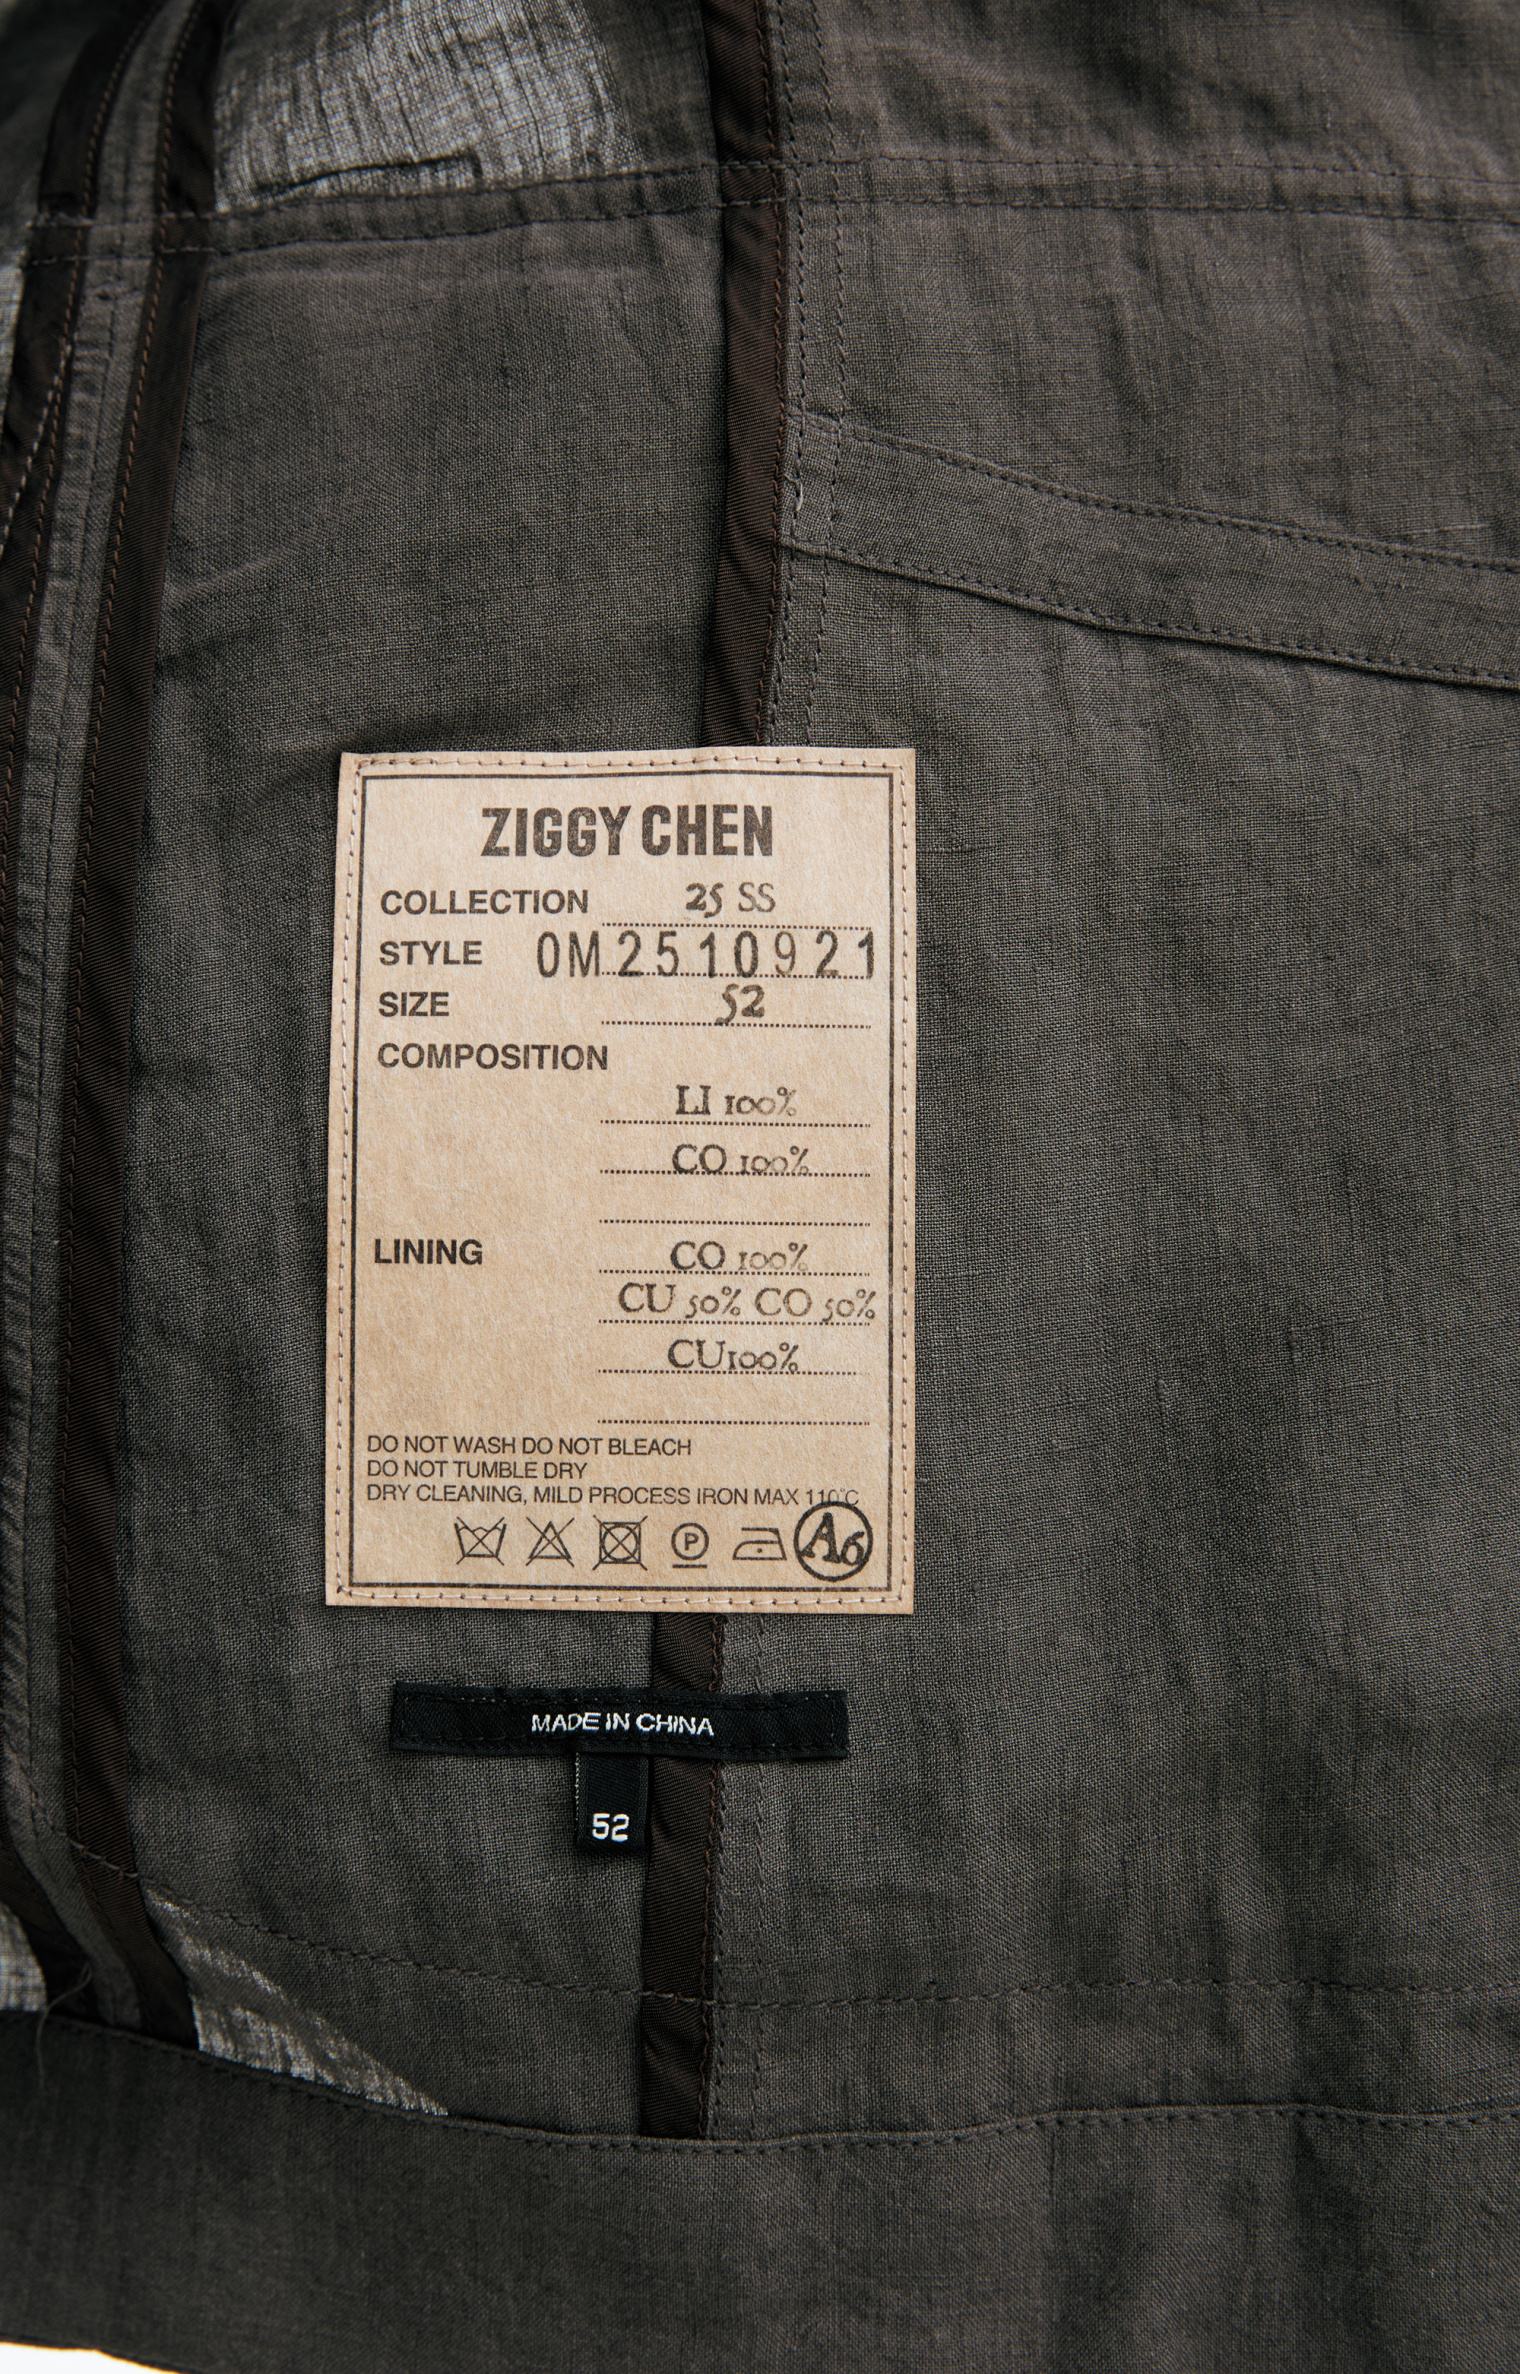 ZIGGY CHEN
COLLECTION 25 SS
STYLE 0M2510921
SIZE 52
COMPOSITION
LI 100%
CO 100%
LINING CO 100%
CU 50% CO 50%
CU100%
DO NOT WASH DO NOT BLEACH
DO NOT TUMBLE DRY
DRY CLEANING, MILD PROCESS IRON MAX 110°C
P A6
MADE IN CHINA
52